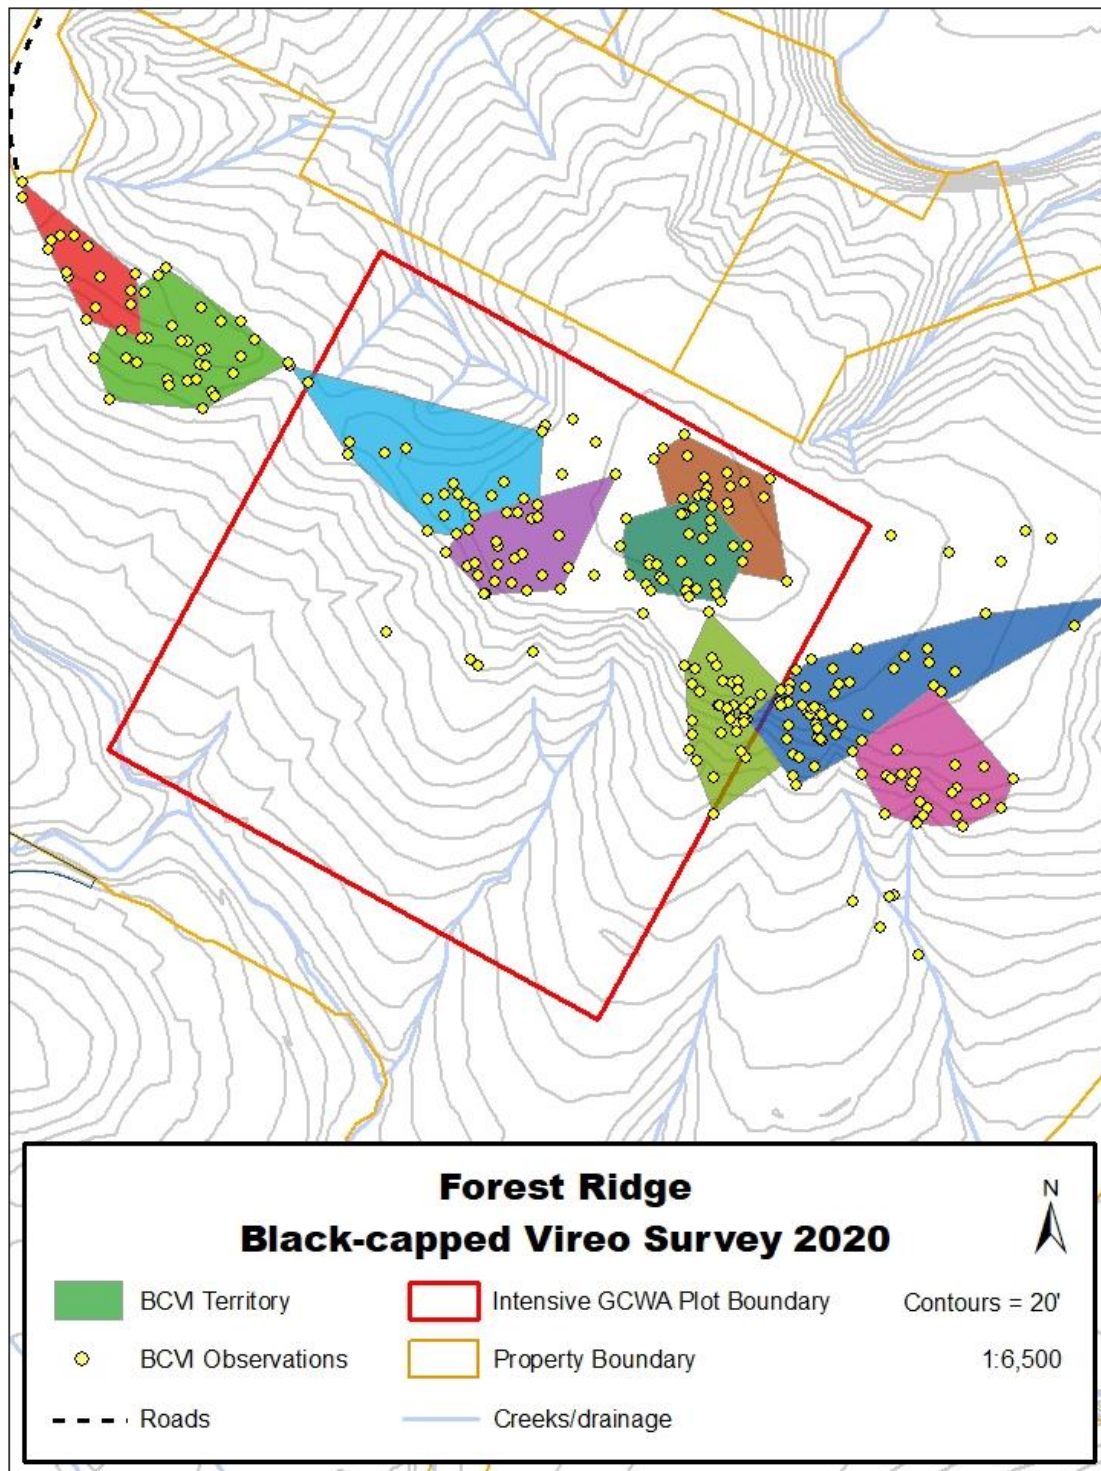 Forest Ridge
Black-capped Vireo Survey 2020
N
BCVI Territory
Intensive GCWA Plot Boundary
Contours = 20'
BCVI Observations
Property Boundary
1:6,500
Roads
Creeks/drainage